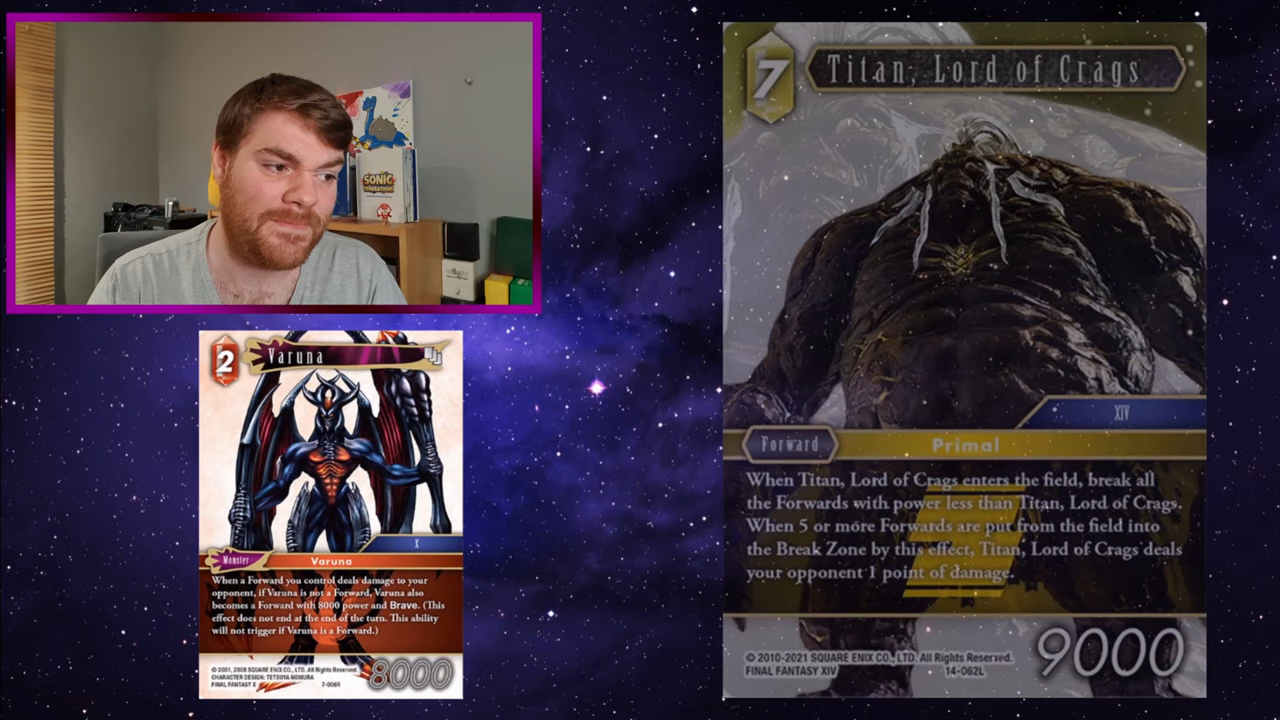 SONIC
GENERATIONS
2
Varuna
X
Monster
Varuna
When a Forward you control deals damage to your
opponent, if Varuna is not a Forward, Varuna also
becomes a Forward with 8000 power and Brave. (This
effect does not end at the end of the turn. This ability
will not trigger if Varuna is a Forward.)
© 2001, 2006 SQUARE ENIX CO., LTD. All Rights Reserved.
CHARACTER DESIGN: TETSUYA NOMURA
FINAL FANTASY X
7-006R
8000
7
Titan, Lord of Crags
XIV
Forward
Primal
When Titan, Lord of Crags enters the field, break all
the Forwards with power less than Titan, Lord of Crags.
When 5 or more Forwards are put from the field into
the Break Zone by this effect, Titan, Lord of Crags deals
your opponent 1 point of damage.
© 2010-2021 SQUARE ENIX CO., LTD. All Rights Reserved.
FINAL FANTASY XIV
14-062L
9000